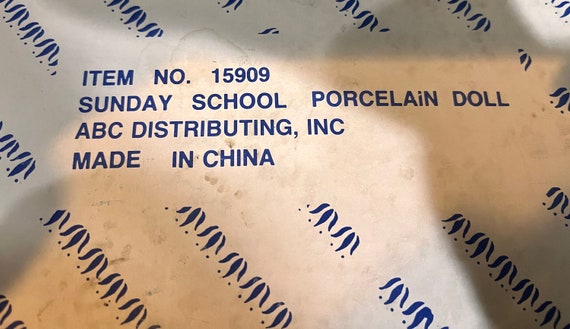 ITEM NO. 15909
SUNDAY SCHOOL PORCELAiN DOLL
ABC DISTRIBUTING, INC
MADE IN CHINA